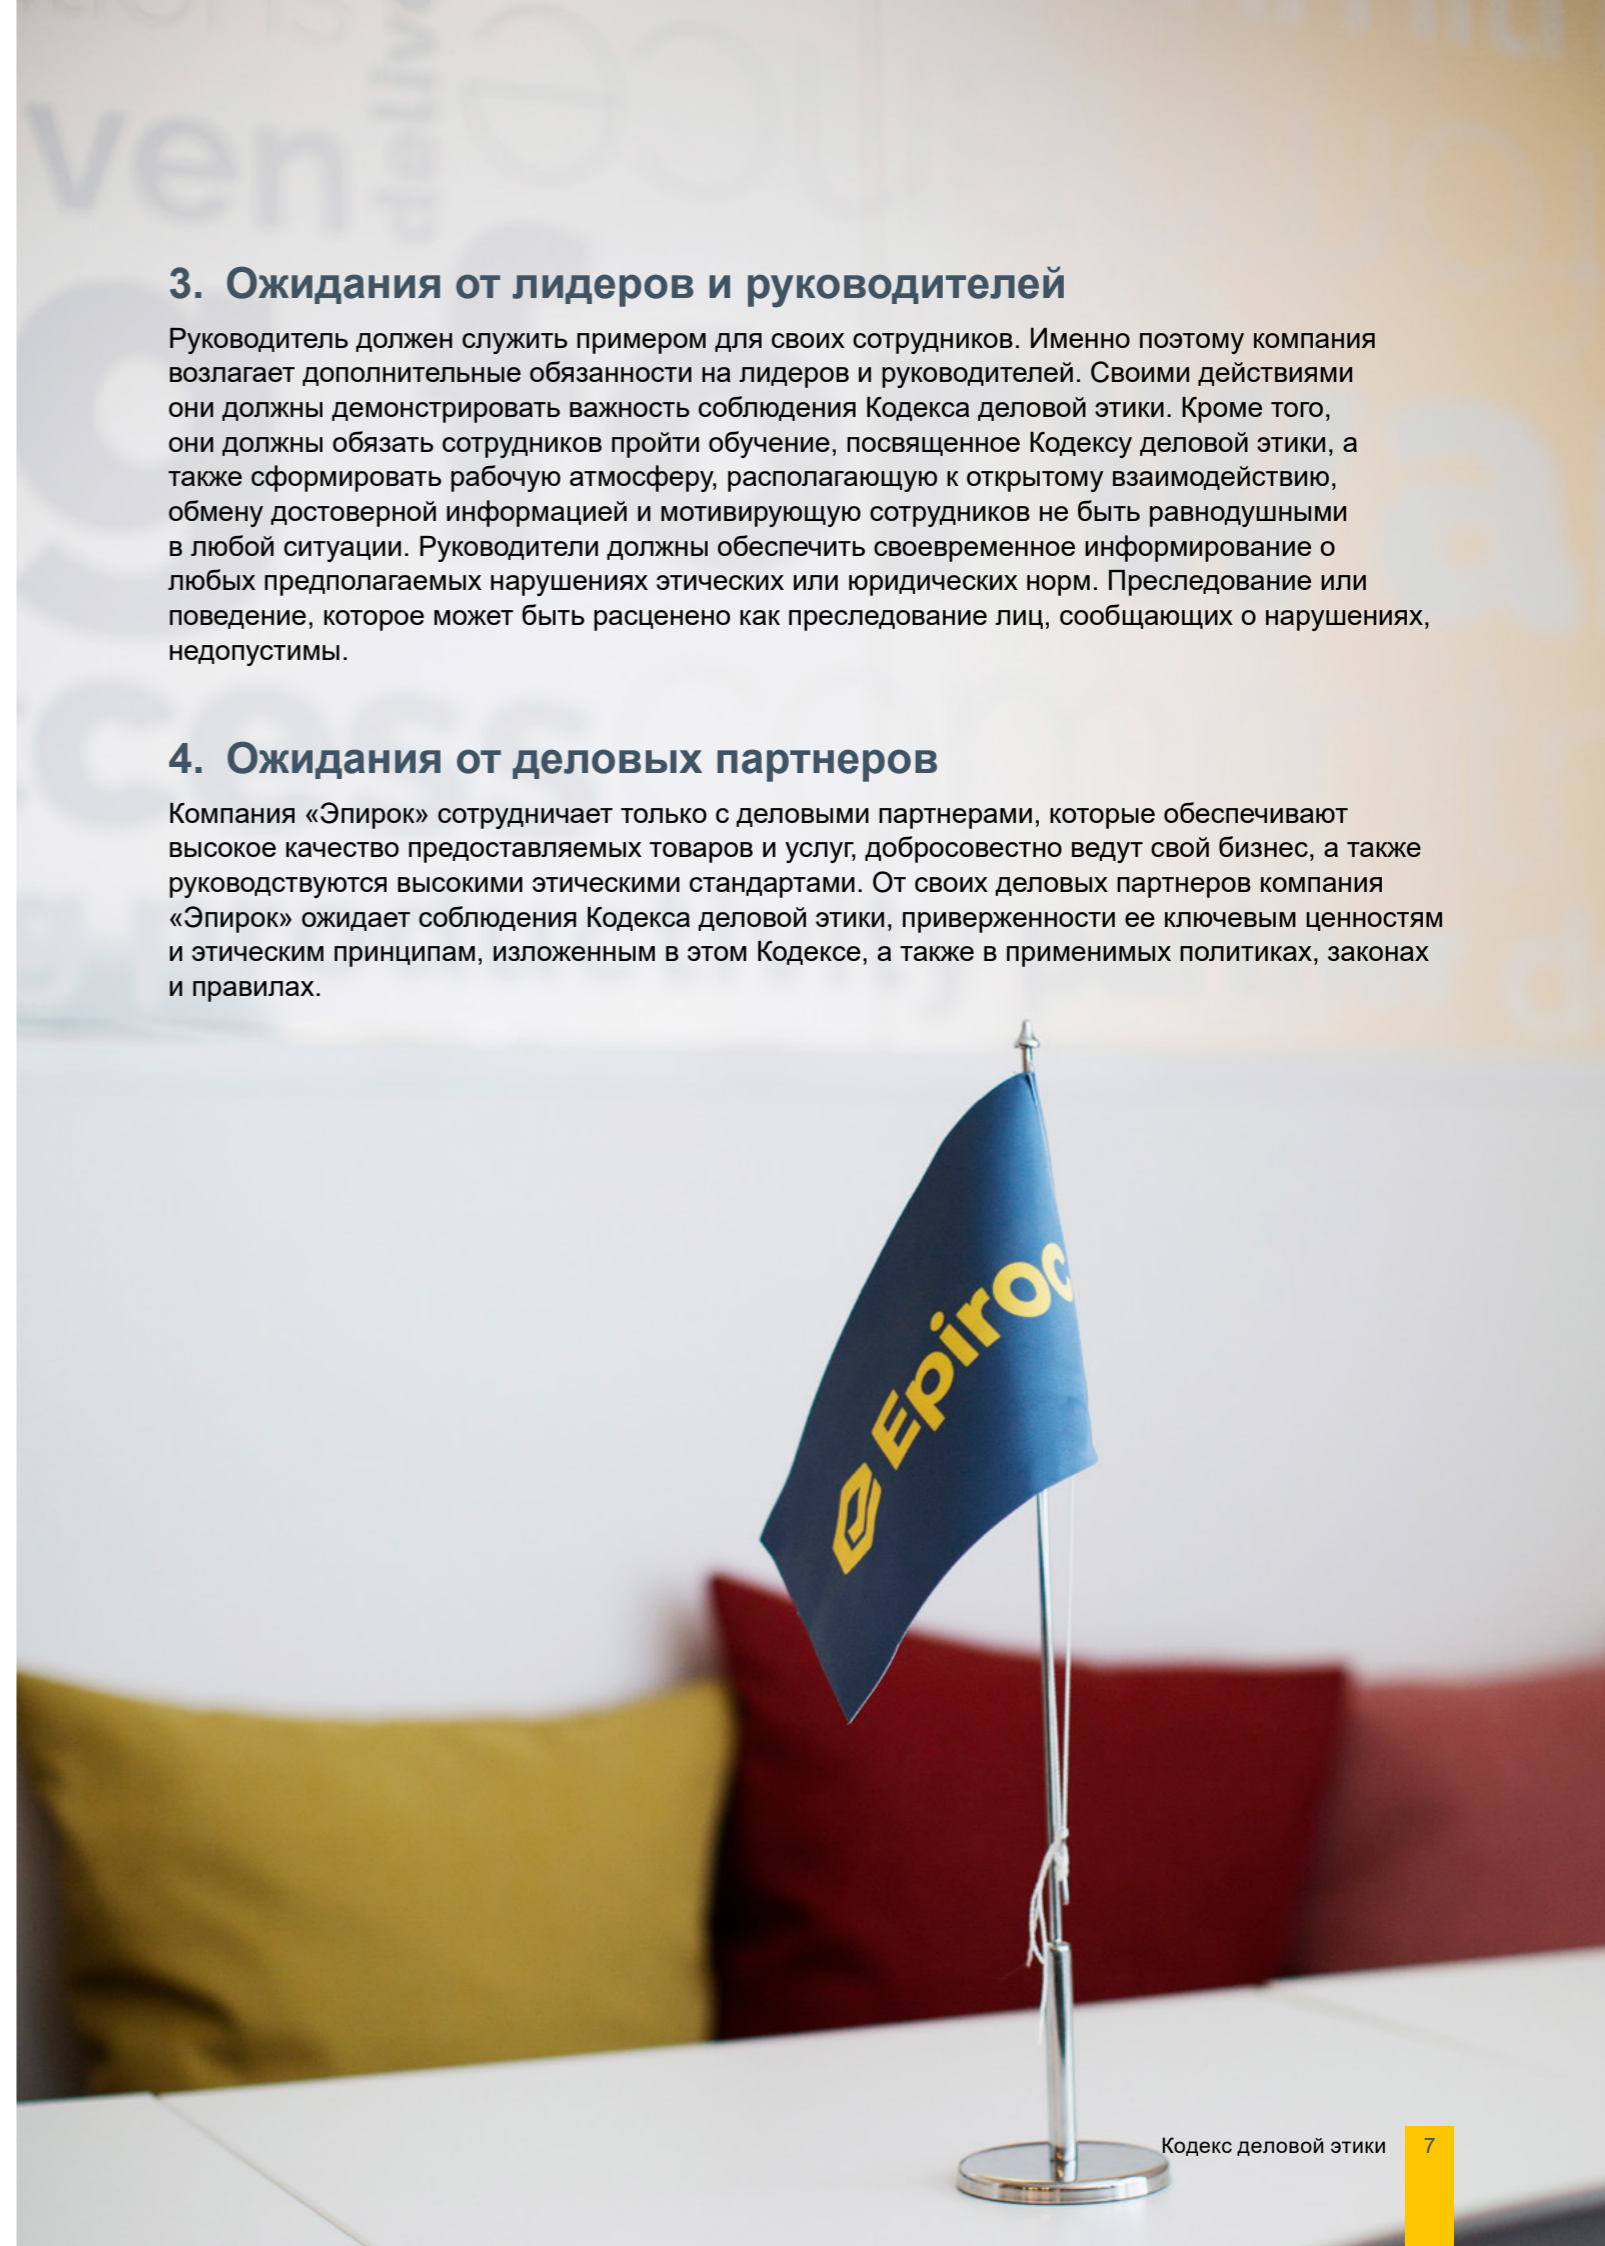 ven
delive
3. Ожидания от лидеров и руководителей
Руководитель должен служить примером для своих сотрудников. Именно поэтому компания
возлагает дополнительные обязанности на лидеров и руководителей. Своими действиями
они должны демонстрировать важность соблюдения Кодекса деловой этики. Кроме того,
они должны обязать сотрудников пройти обучение, посвященное Кодексу деловой этики, а
также сформировать рабочую атмосферу, располагающую к открытому взаимодействию,
обмену достоверной информацией и мотивирующую сотрудников не быть равнодушными
в любой ситуации. Руководители должны обеспечить своевременное информирование о
любых предполагаемых нарушениях этических или юридических норм. Преследование или
поведение, которое может быть расценено как преследование лиц, сообщающих о нарушениях,
недопустимы.
ccess
4. Ожидания от деловых партнеров
Компания «Эпирок» сотрудничает только с деловыми партнерами, которые обеспечивают
высокое качество предоставляемых товаров и услуг, добросовестно ведут свой бизнес, а также
руководствуются высокими этическими стандартами. От своих деловых партнеров компания
«Эпирок» ожидает соблюдения Кодекса деловой этики, приверженности ее ключевым ценностям
и этическим принципам, изложенным в этом Кодексе, а также в применимых политиках, законах
и правилах.
Epiroc
Кодекс деловой этики 7